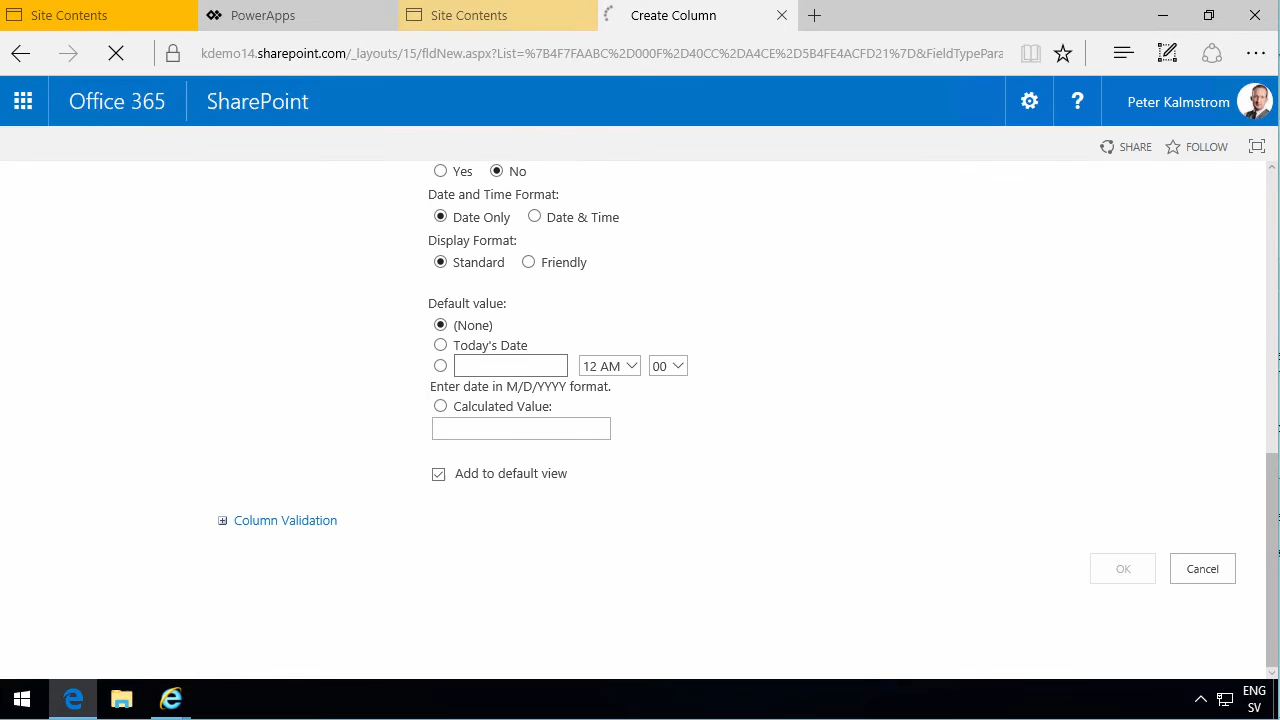 Site Contents
PowerApps
Site Contents
Create Column
kdemo14.sharepoint.com/_layouts/15/fldNew.aspx?List=%7B4F7FAABC%2D000F%2D40CC%2DA4CE%2D5B4FE4ACFD21%7D&FieldTypePara
Office 365
SharePoint
?
Peter Kalmstrom
SHARE
FOLLOW
Yes
No
Date and Time Format:
Date Only
Date & Time
Display Format:
Standard
Friendly
Default value:
(None)
Today's Date
12 AM
00
Enter date in M/D/YYYY format.
Calculated Value:
Add to default view
Column Validation
OK
Cancel
ENG
SV